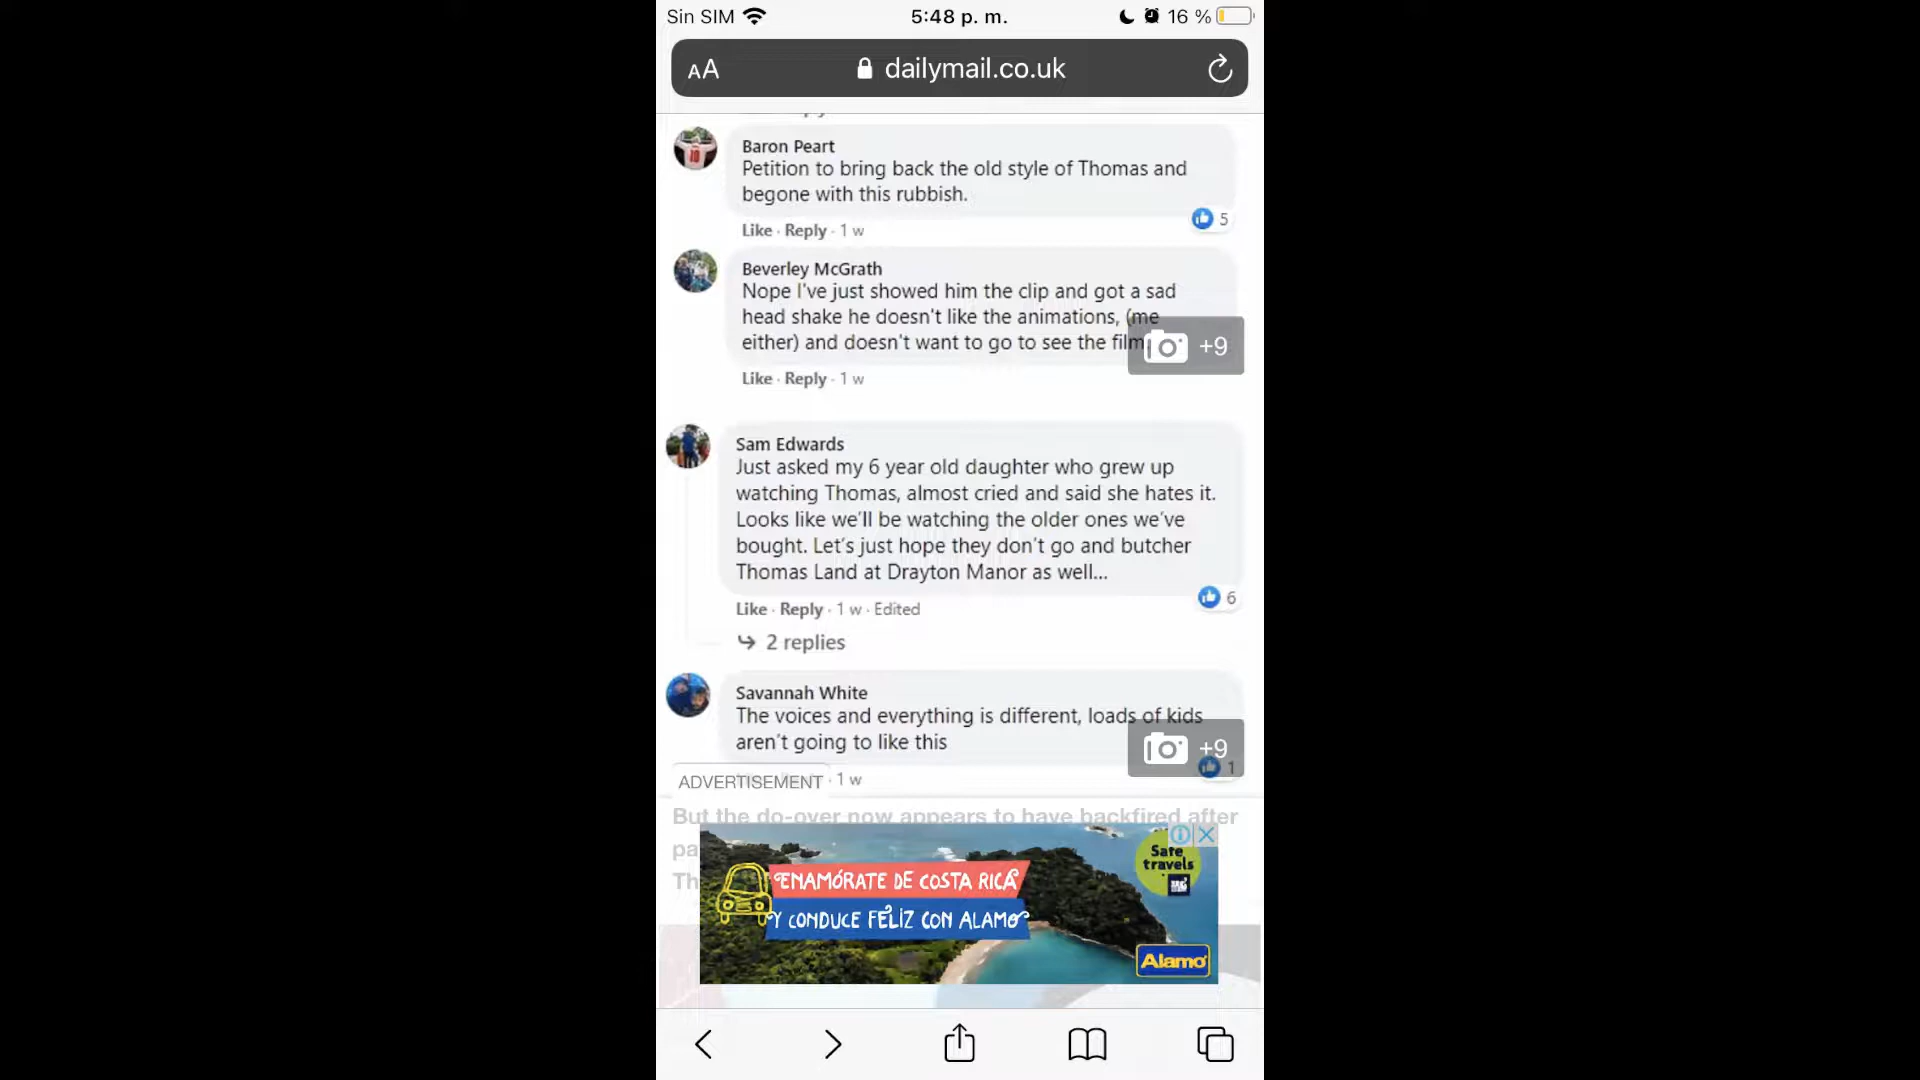 Sin SIM 5:48 p. m. 16 %
AA dailymail.co.uk
Baron Peart
Petition to bring back the old style of Thomas and
begone with this rubbish.
5
Like · Reply · 1 w
Beverley McGrath
Nope I've just showed him the clip and got a sad
head shake he doesn't like the animations, (me
either) and doesn't want to go to see the film
+9
Like · Reply · 1 w
Sam Edwards
Just asked my 6 year old daughter who grew up
watching Thomas, almost cried and said she hates it.
Looks like we'll be watching the older ones we've
bought. Let's just hope they don't go and butcher
Thomas Land at Drayton Manor as well...
6
Like · Reply · 1 w · Edited
2 replies
Savannah White
The voices and everything is different, loads of kids
aren't going to like this
+9
1
ADVERTISEMENT · 1 w
But the do-over now appears to have backfired after
Safe
travels
ENAMÓRATE DE COSTA RICA
Y CONDUCE FELIZ CON ALAMO
Alamo